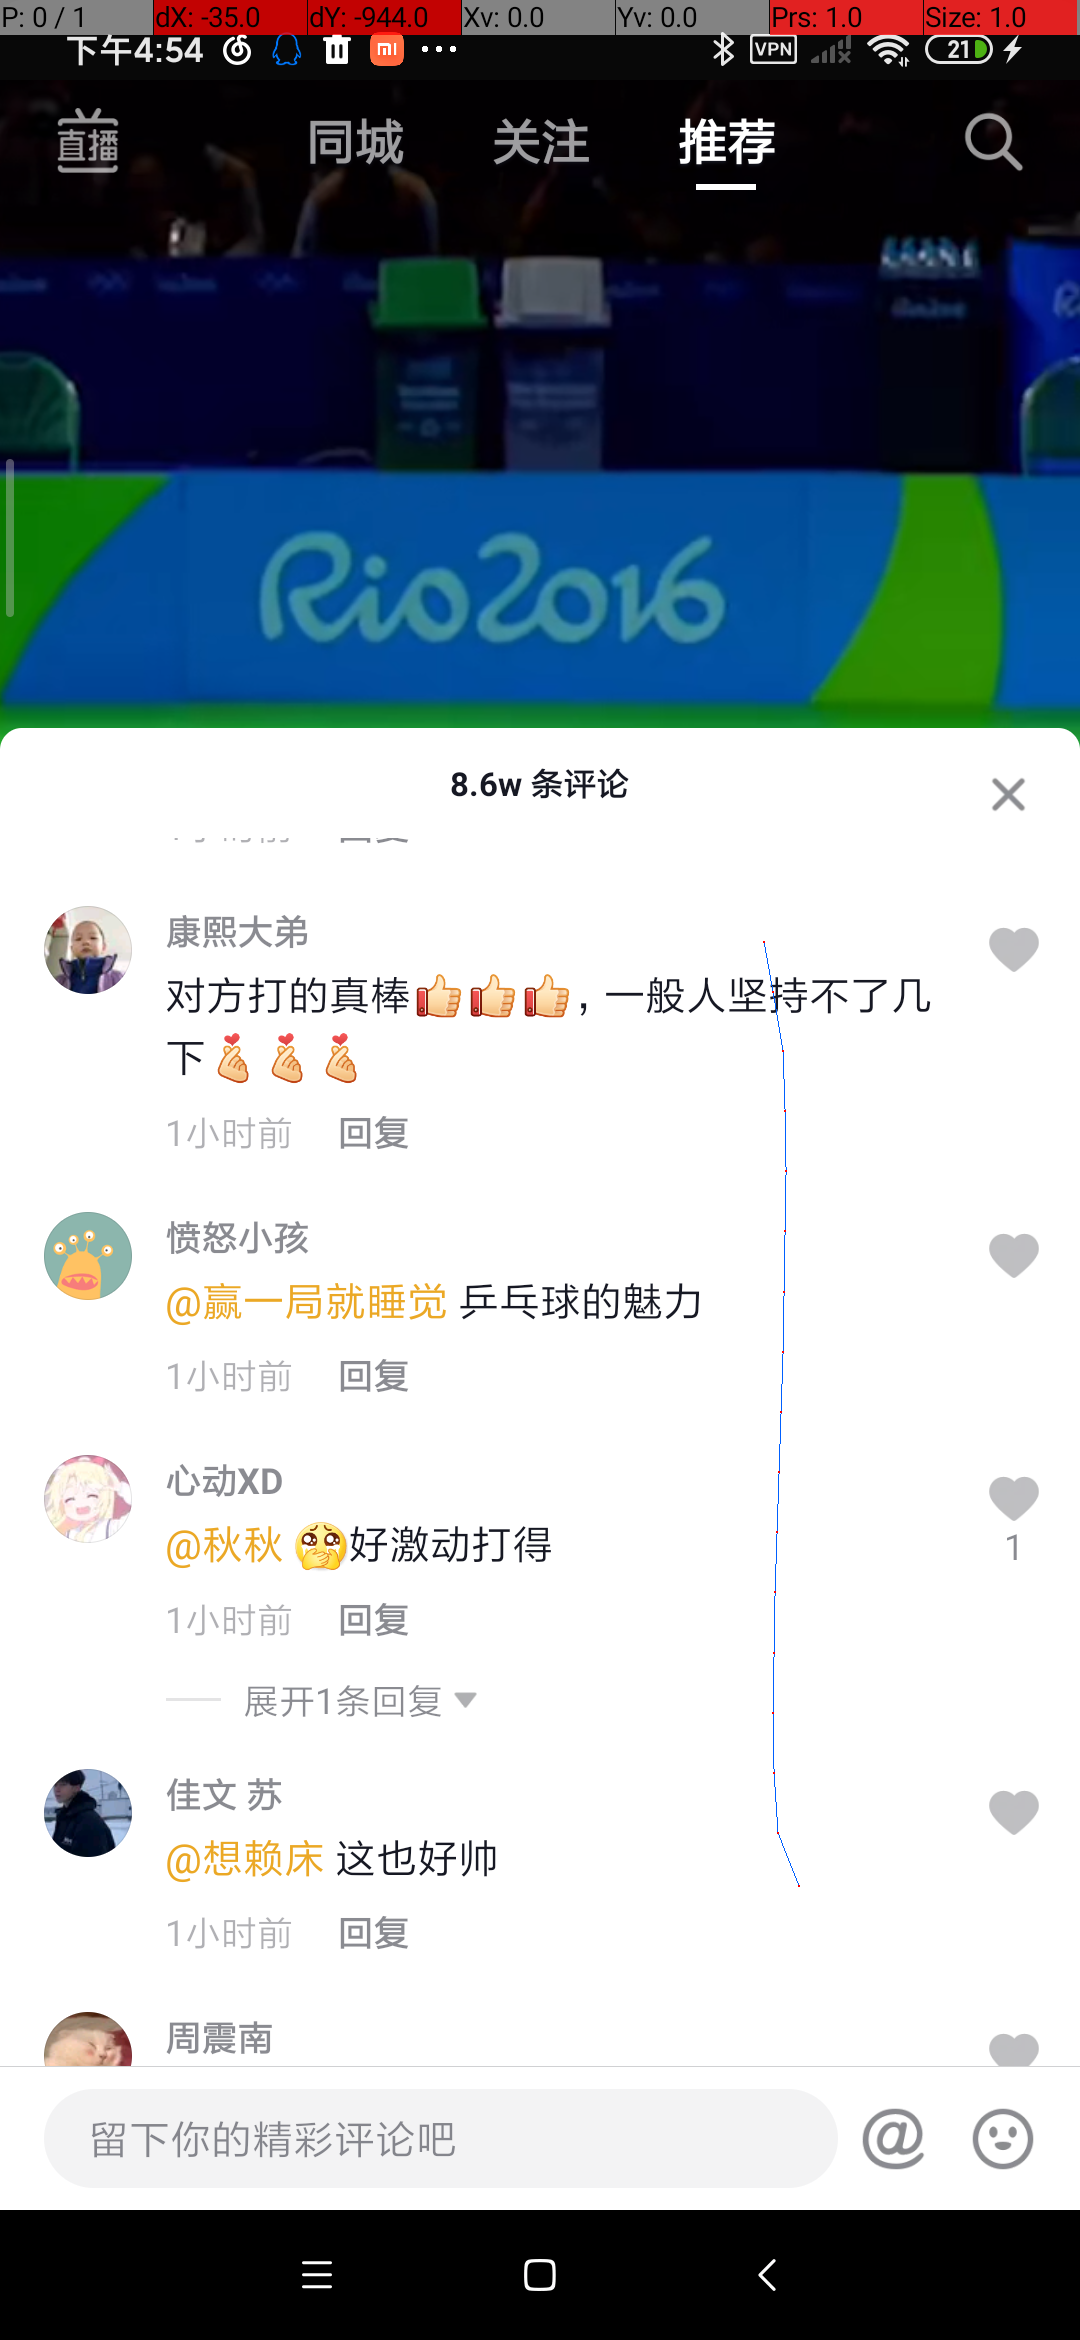 P: 0 / 1 dX: -35.0 dY: -944.0 Xv: 0.0 Yv: 0.0 Prs: 1.0 Size: 1.0
下午4:54 VPN 21
直播 同城 关注 推荐
Rio2016
8.6w 条评论
康熙大弟
对方打的真棒👍👍👍，一般人坚持不了几
下
1小时前 回复
愤怒小孩
@赢一局就睡觉 乒乓球的魅力
1小时前 回复
心动XD
@秋秋 好激动打得
1
1小时前 回复
展开1条回复
佳文 苏
@想赖床 这也好帅
1小时前 回复
周震南
留下你的精彩评论吧